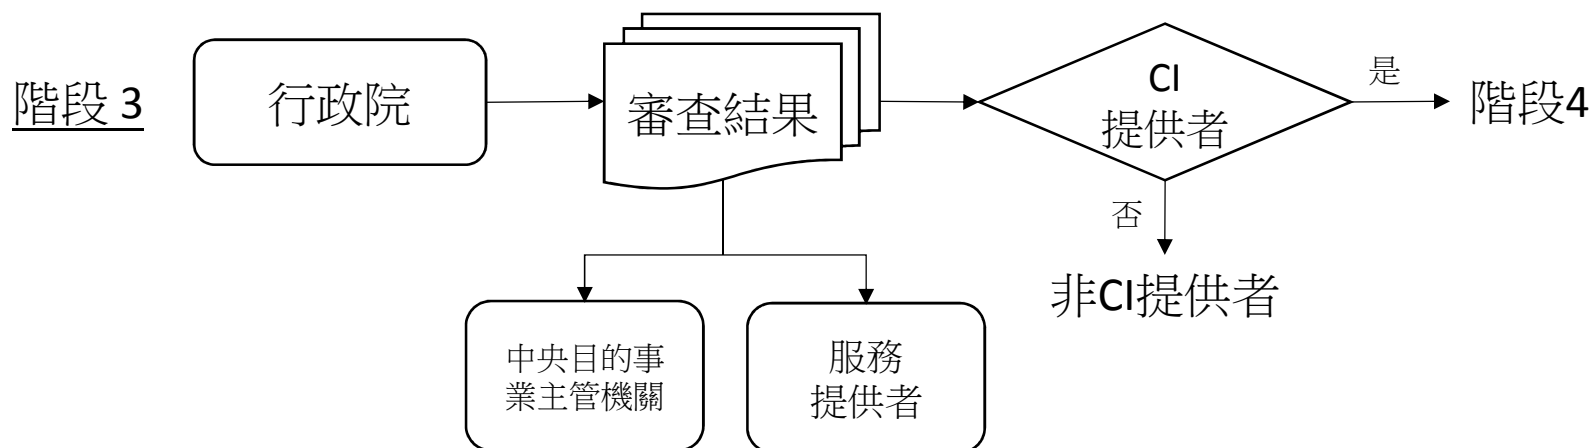 階段 3
行政院
審查結果
CI
提供者
是
階段4
否
非CI提供者
中央目的事
業主管機關
服務
提供者